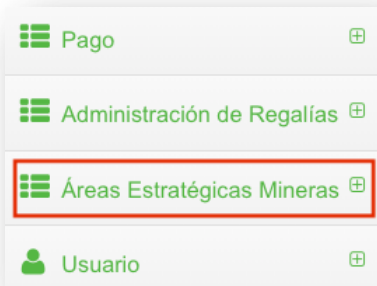 Pago
Administración de Regalías
Áreas Estratégicas Mineras
Usuario